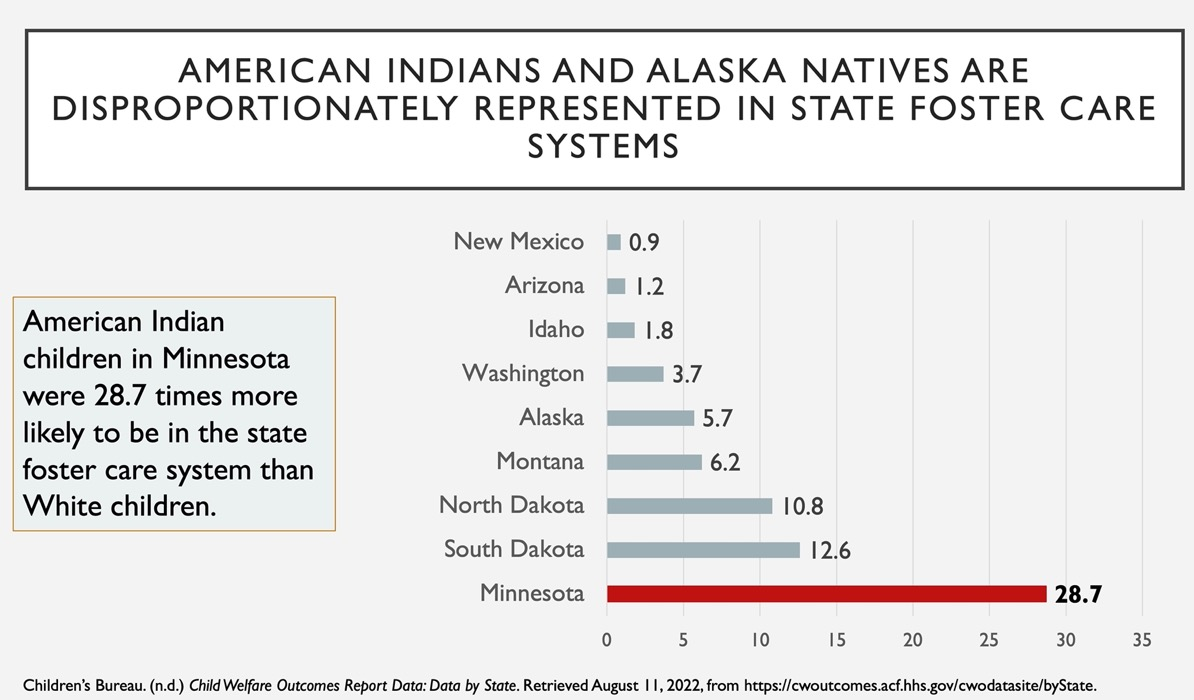 AMERICAN INDIANS AND ALASKA NATIVES ARE
DISPROPORTIONATELY REPRESENTED IN STATE FOSTER CARE
SYSTEMS
American Indian
children in Minnesota
were 28.7 times more
likely to be in the state
foster care system than
White children.
New Mexico 0.9
Arizona 1.2
Idaho 1.8
Washington 3.7
Alaska 5.7
Montana 6.2
North Dakota 10.8
South Dakota 12.6
Minnesota 28.7
0 5 10 15 20 25 30 35
Children's Bureau. (n.d.) Child Welfare Outcomes Report Data: Data by State. Retrieved August 11, 2022, from https://cwoutcomes.acf.hhs.gov/cwodatasite/byState.